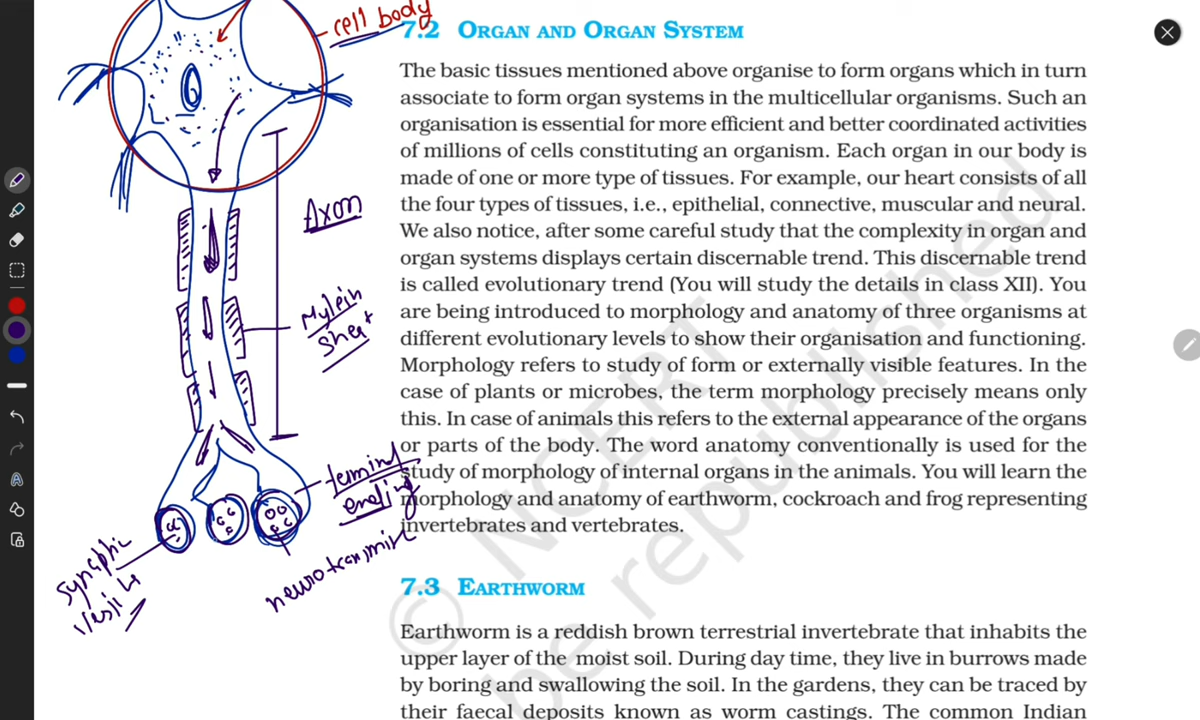 cell body
7.2 ORGAN AND ORGAN SYSTEM
The basic tissues mentioned above organise to form organs which in turn
associate to form organ systems in the multicellular organisms. Such an
organisation is essential for more efficient and better coordinated activities
of millions of cells constituting an organism. Each organ in our body is
made of one or more type of tissues. For example, our heart consists of all
the four types of tissues, i.e., epithelial, connective, muscular and neural.
We also notice, after some careful study that the complexity in organ and
organ systems displays certain discernable trend. This discernable trend
is called evolutionary trend (You will study the details in class XII). You
are being introduced to morphology and anatomy of three organisms at
different evolutionary levels to show their organisation and functioning.
Morphology refers to study of form or externally visible features. In the
case of plants or microbes, the term morphology precisely means only
this. In case of animals this refers to the external appearance of the organs
or parts of the body. The word anatomy conventionally is used for the
study of morphology of internal organs in the animals. You will learn the
morphology and anatomy of earthworm, cockroach and frog representing
invertebrates and vertebrates.
7.3 EARTHWORM
Earthworm is a reddish brown terrestrial invertebrate that inhabits the
upper layer of the moist soil. During day time, they live in burrows made
by boring and swallowing the soil. In the gardens, they can be traced by
their faecal deposits known as worm castings. The common Indian
Axon
Mylein
ending
synaptic
© NCERT
be republished